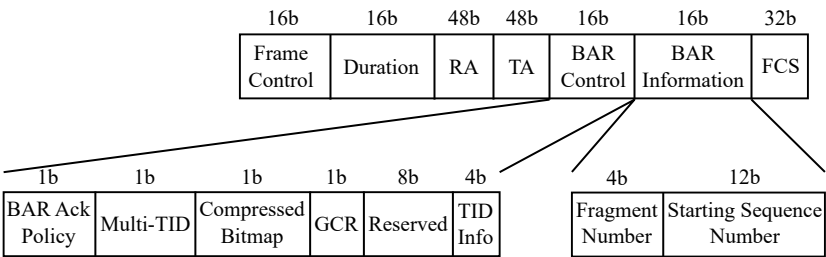 16b 16b 48b 48b 16b 16b 32b
Frame Control Duration RA TA BAR Control BAR Information FCS
1b 1b 1b 1b 8b 4b 4b 12b
BAR Ack Policy Multi-TID Compressed Bitmap GCR Reserved TID Info Fragment Number Starting Sequence Number